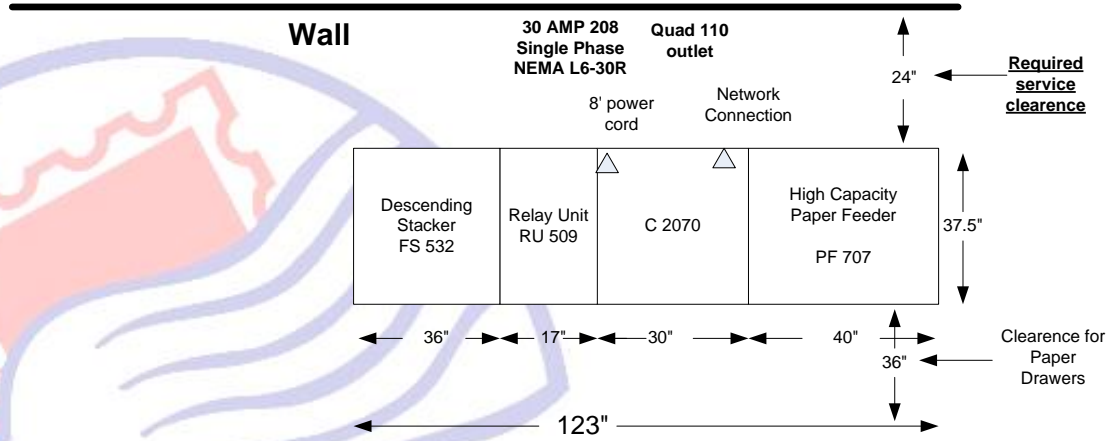 Wall
30 AMP 208
Single Phase
NEMA L6-30R
Quad 110
outlet
24"
Required
service
clearence
8' power
cord
Network
Connection
Descending
Stacker
FS 532
Relay Unit
RU 509
C 2070
High Capacity
Paper Feeder
PF 707
37.5"
36"
17"
30"
40"
36"
Clearence for
Paper
Drawers
123"